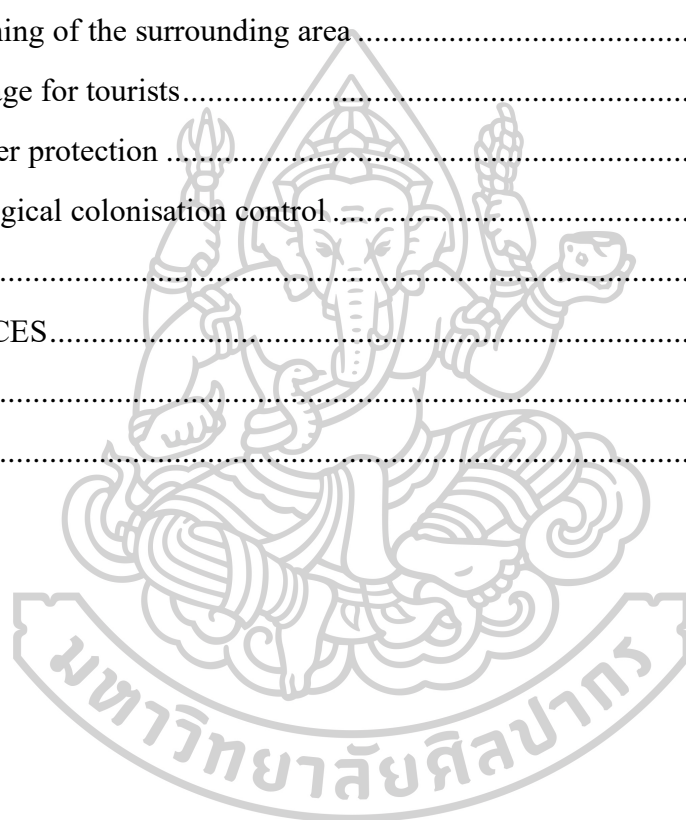 ning of the surrounding area ..........................................
age for tourists................................................................
er protection ..................................................................
gical colonisation control .............................................
.......................................................................................
CES.................................................................................
.......................................................................................
.......................................................................................
มหาวิทยาลัยศิลปากร